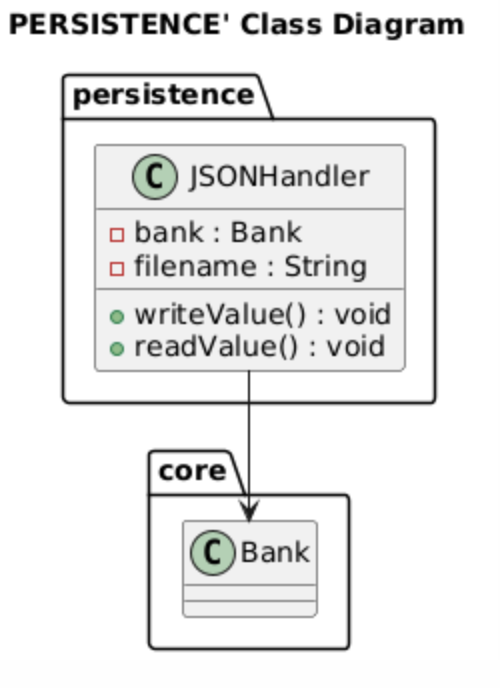 PERSISTENCE' Class Diagram
persistence
C JSONHandler
bank : Bank
filename : String
writeValue() : void
readValue() : void
core
C Bank